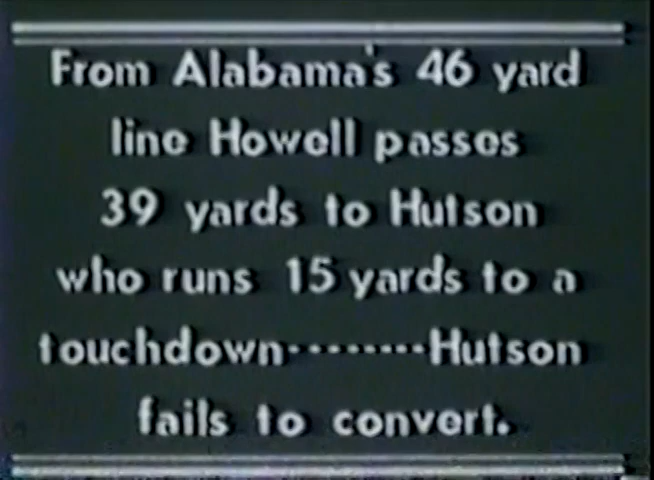 From Alabama's 46 yard
line Howell passes
39 yards to Hutson
who runs 15 yards to a
touchdown---------Hutson
fails to convert.